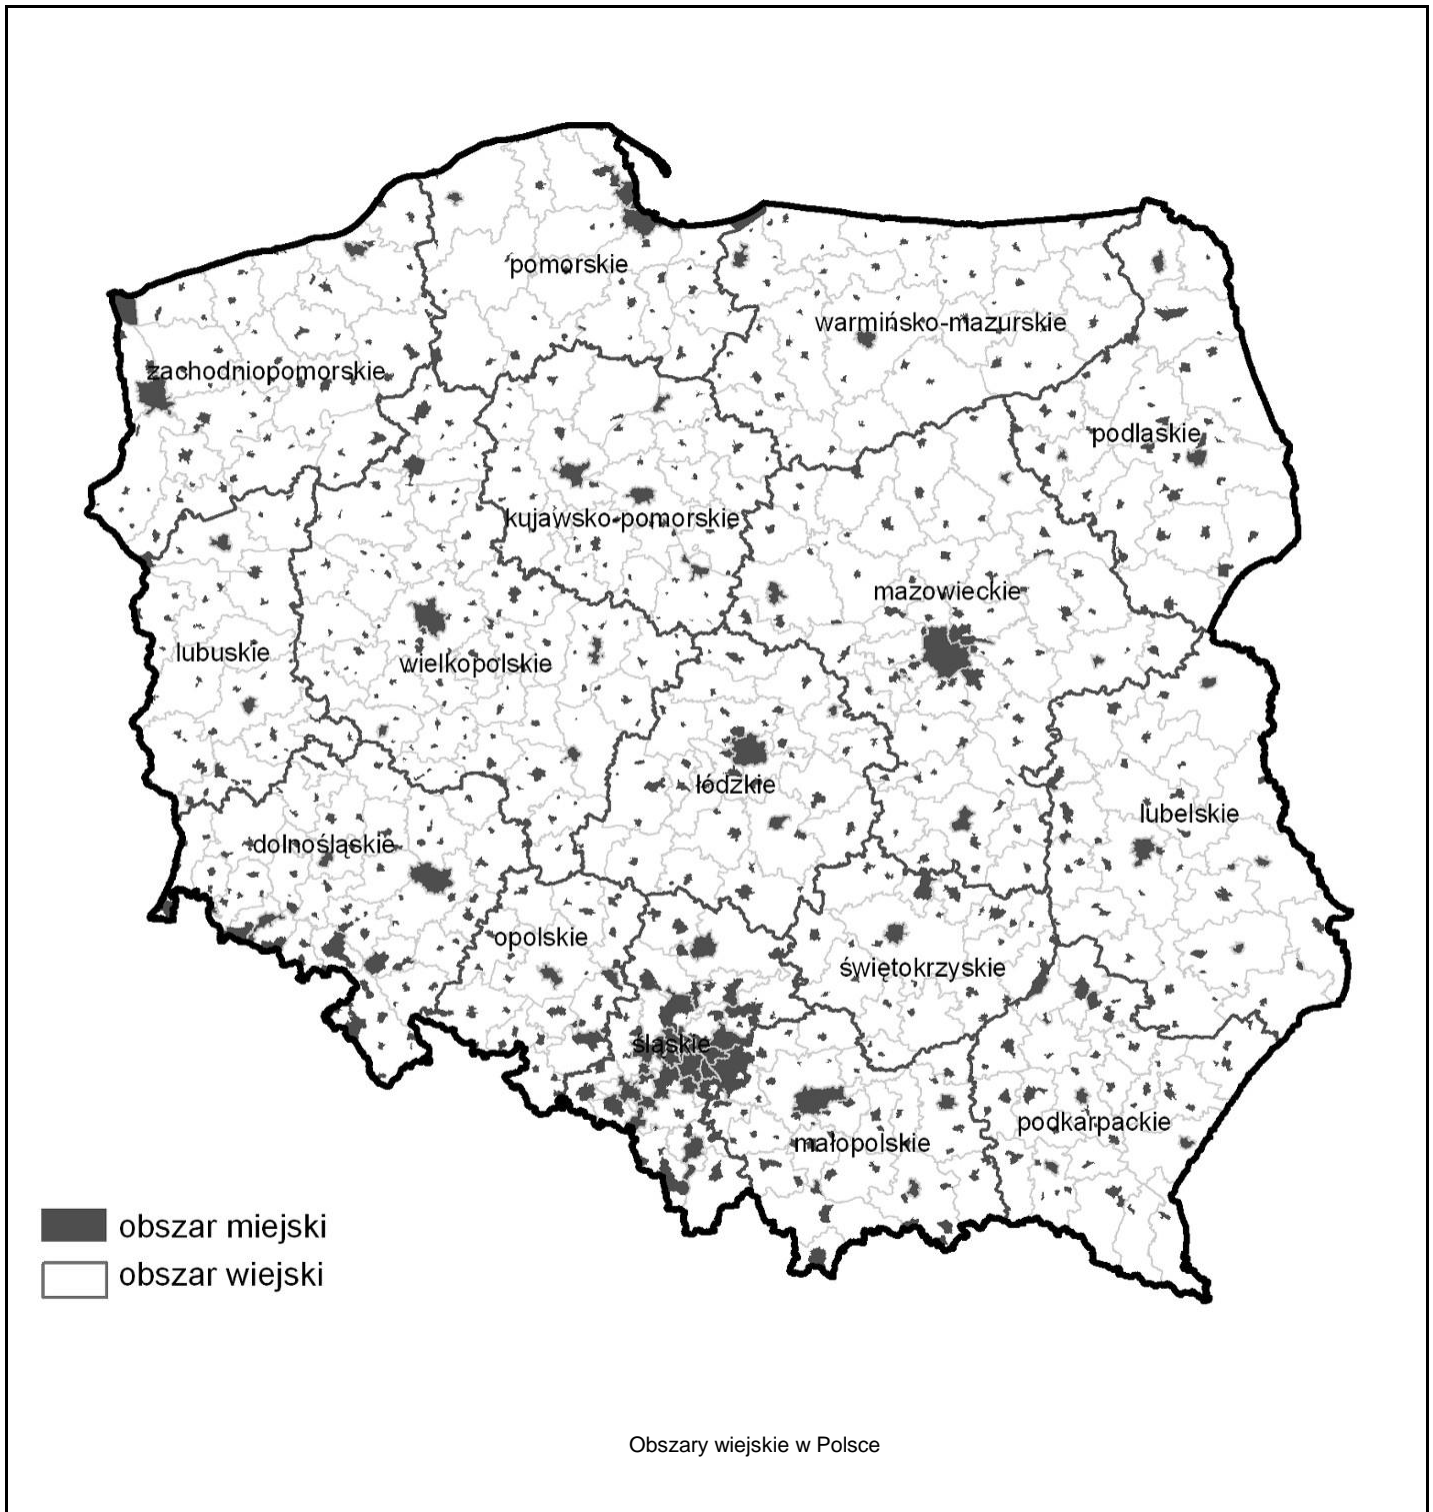 pomorskie
warmińsko-mazurskie
zachodniopomorskie
podlaskie
kujawsko-pomorskie
mazowieckie
lubuskie
wielkopolskie
łódzkie
lubelskie
dolnośląskie
opolskie
świętokrzyskie
śląskie
podkarpackie
małopolskie
obszar miejski
obszar wiejski
Obszary wiejskie w Polsce